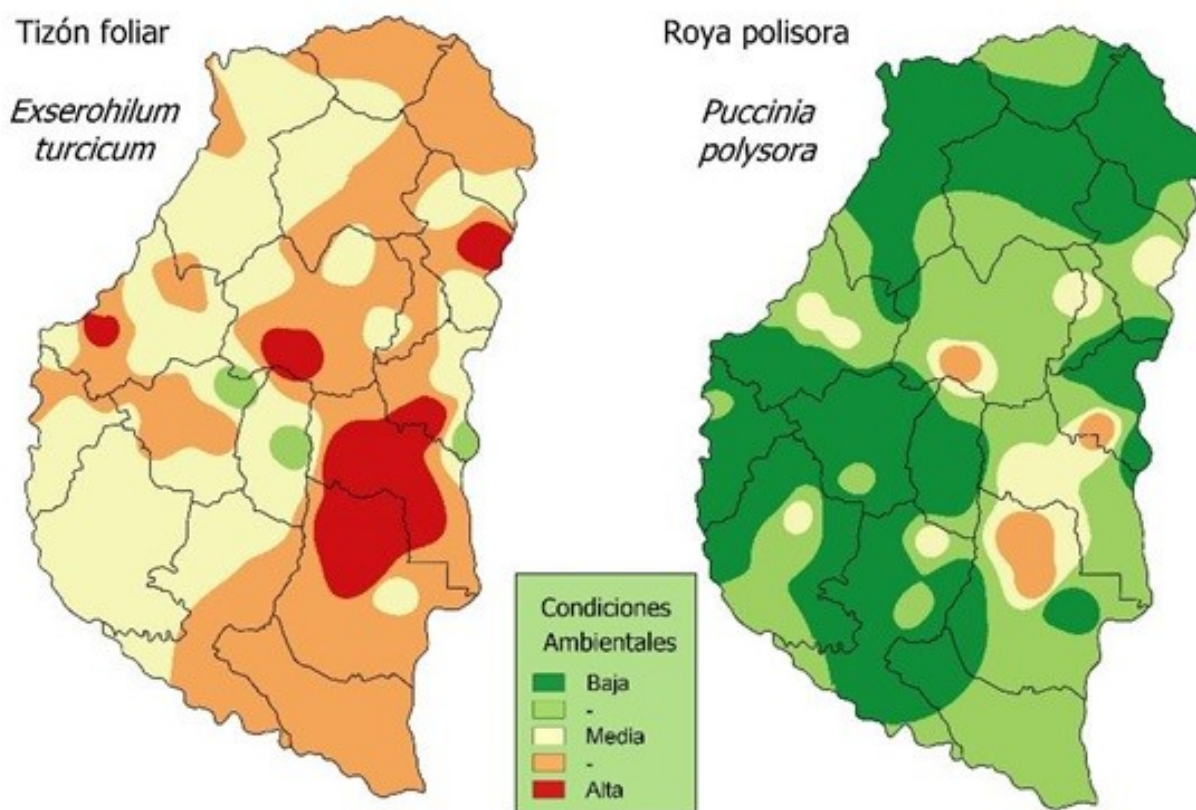 Tizón foliar
Exserohilum
turcicum
Roya polisora
Puccinia
polysora
Condiciones
Ambientales
Baja
-
Media
-
Alta